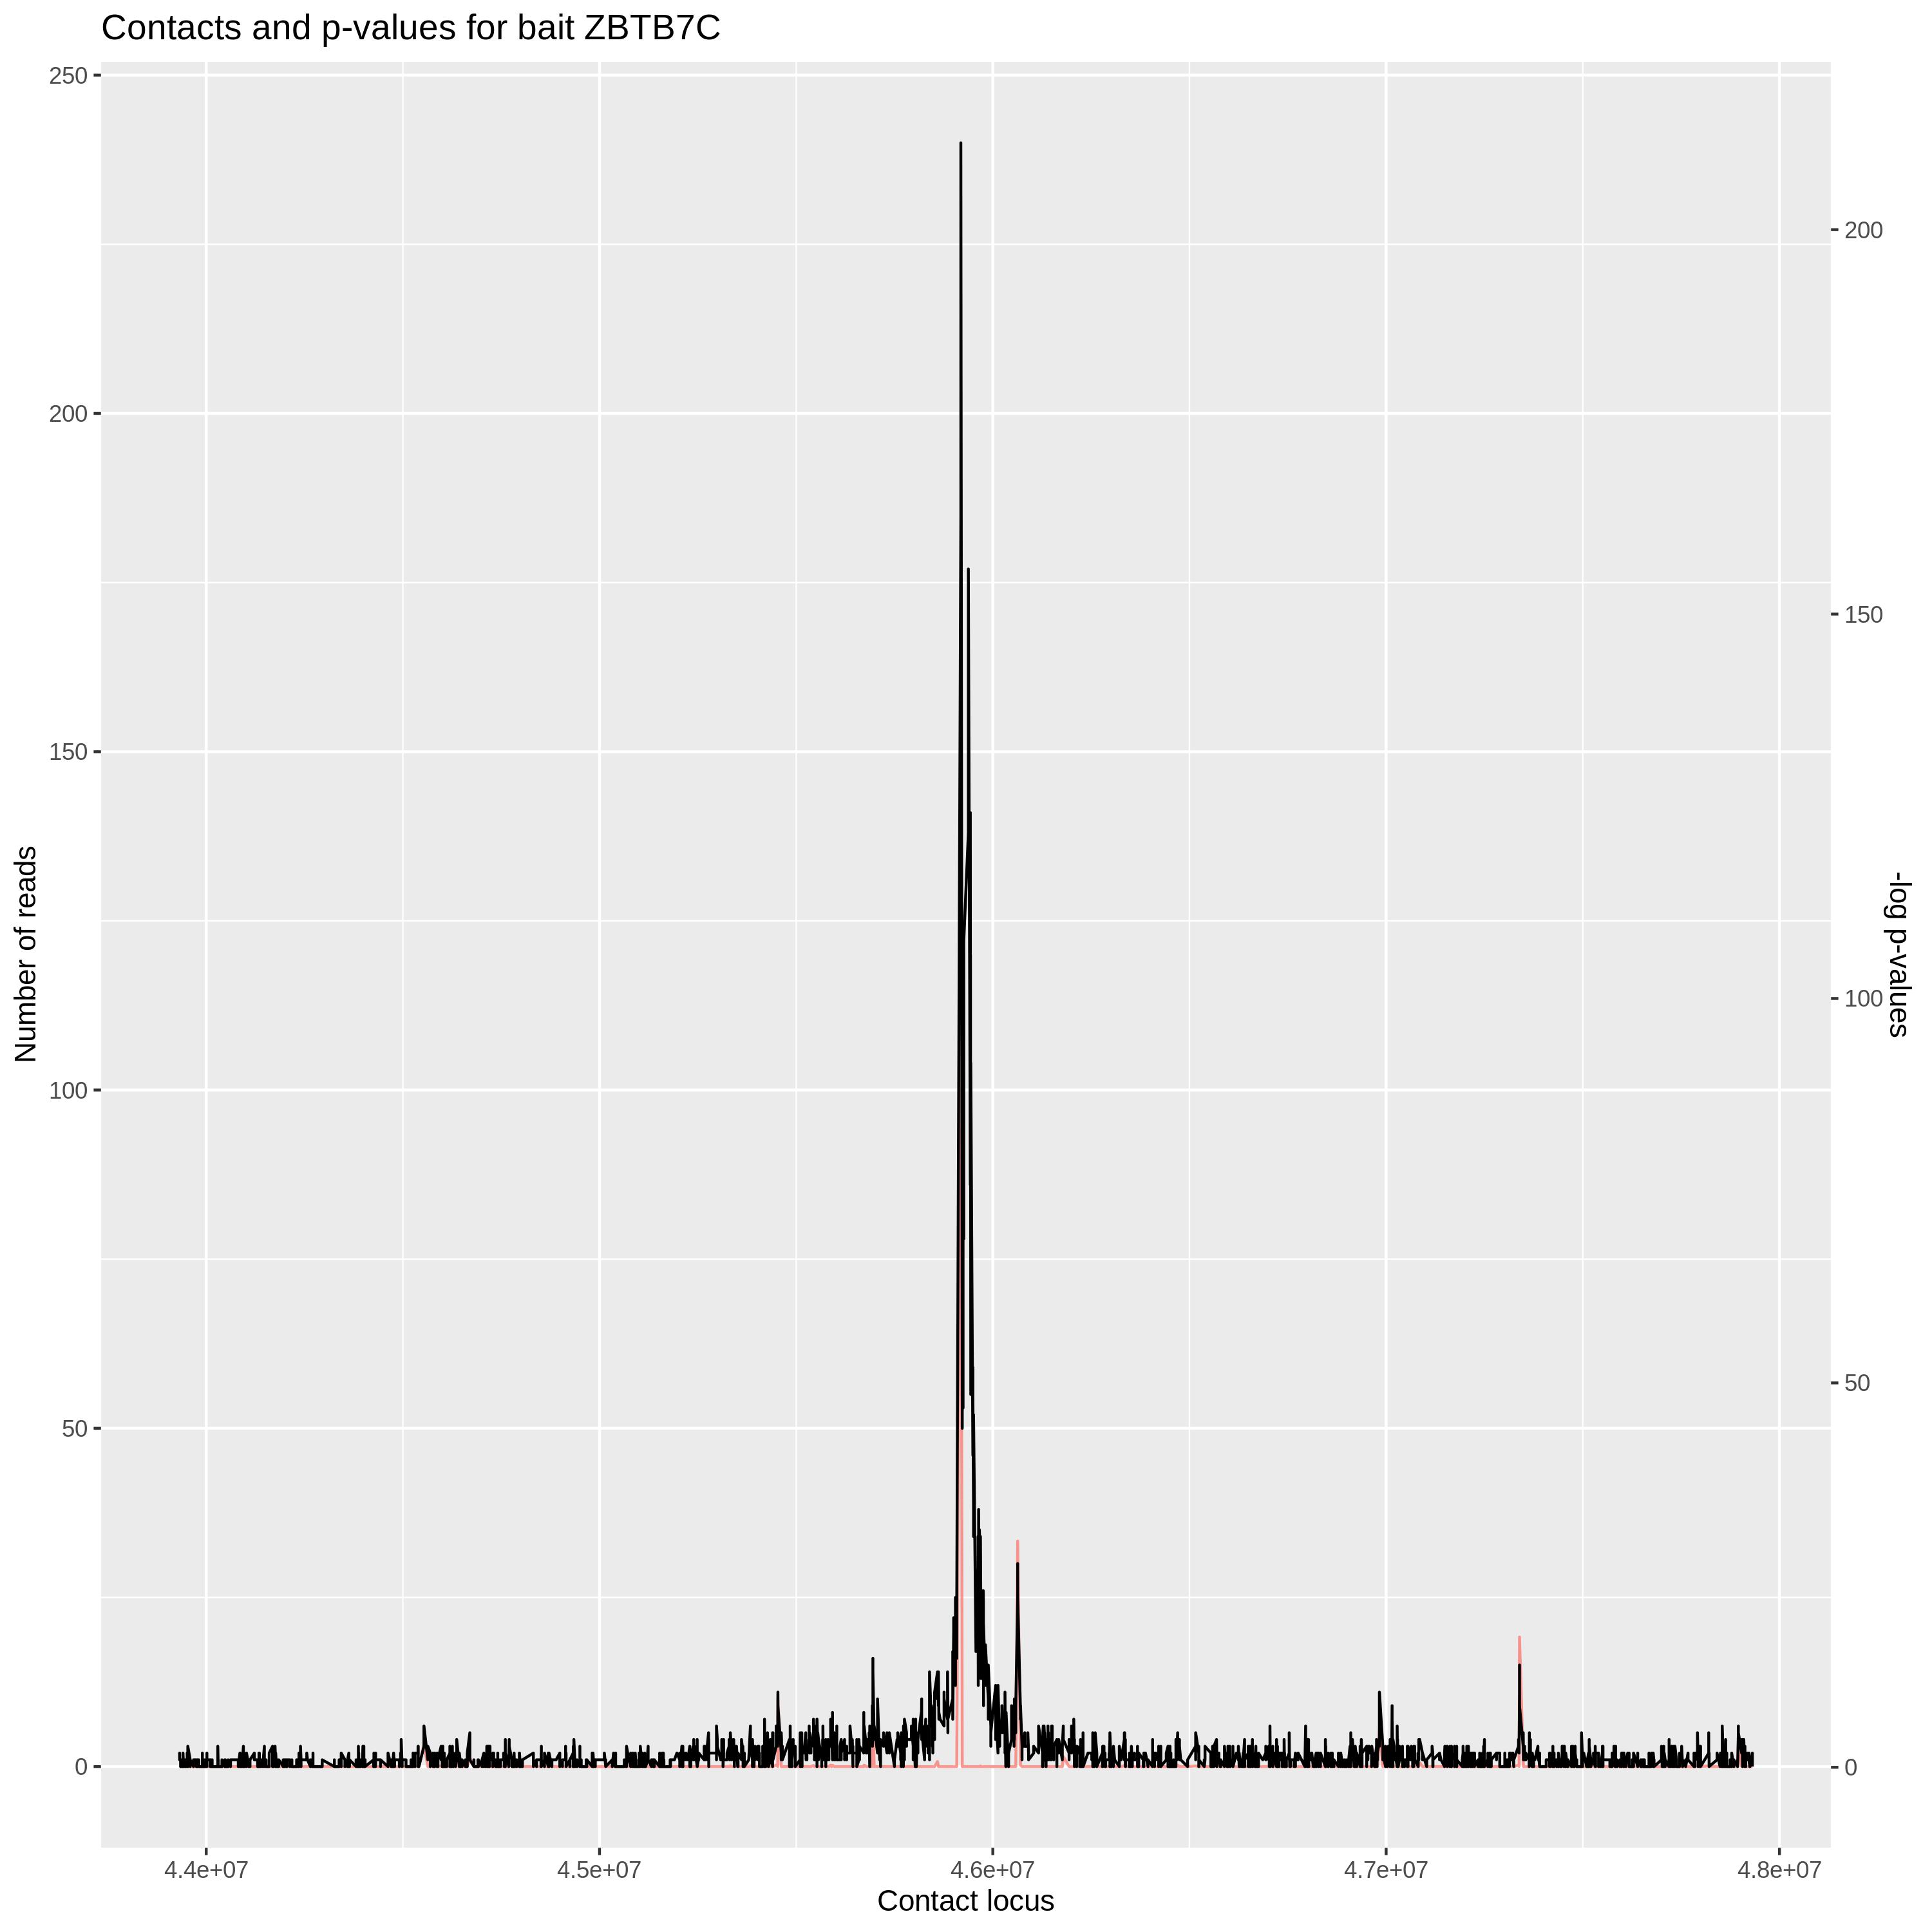 Contacts and p-values for bait ZBTB7C
250
200
150
100
50
0
Number of reads
200
150
100
50
0
-log p-values
4.4e+07 4.5e+07 4.6e+07 4.7e+07 4.8e+07
Contact locus